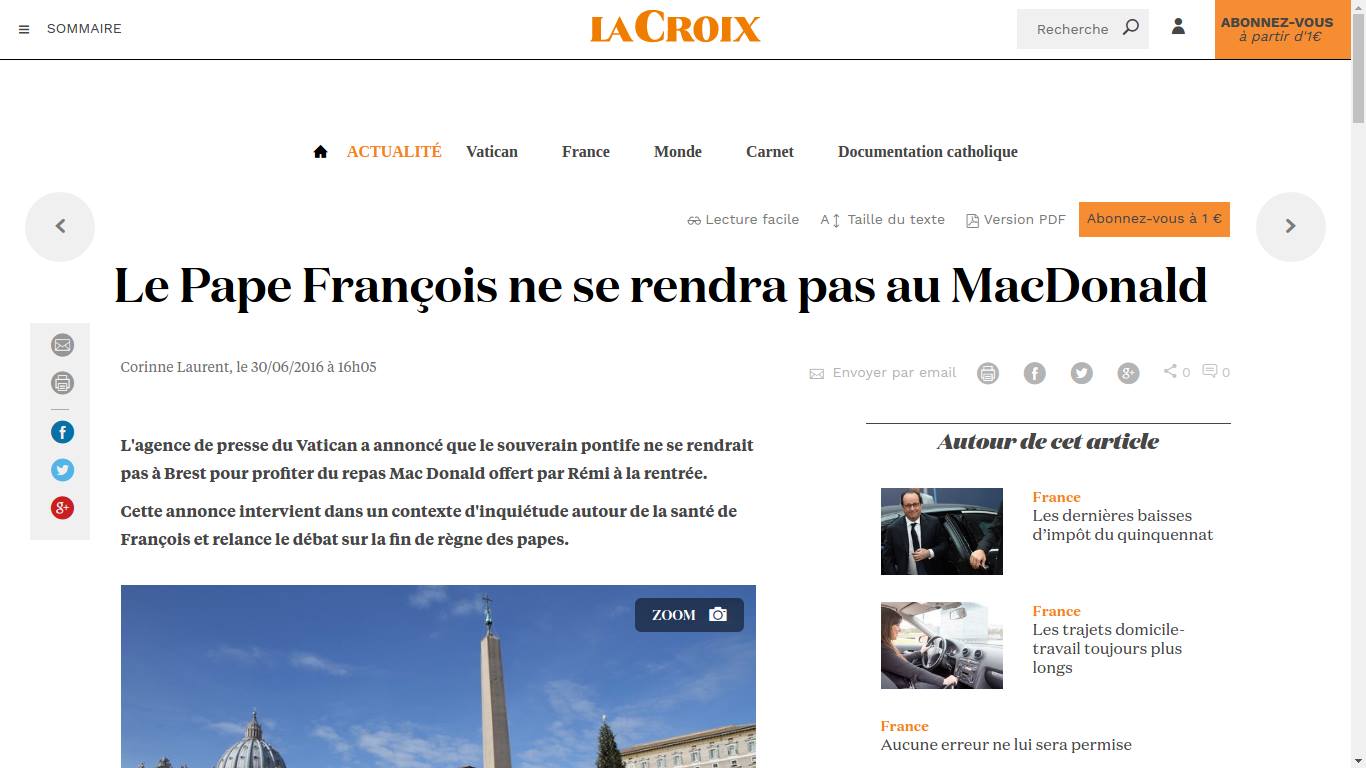 ≡ SOMMAIRE
LA CROIX
Recherche
ABONNEZ-VOUS
à partir d'1€
ACTUALITÉ Vatican France Monde Carnet Documentation catholique
Lecture facile A Taille du texte Version PDF Abonnez-vous à 1 €
Le Pape François ne se rendra pas au MacDonald
Corinne Laurent, le 30/06/2016 à 16h05
Envoyer par email f g+ 0 0
f
g+
L'agence de presse du Vatican a annoncé que le souverain pontife ne se rendrait
pas à Brest pour profiter du repas Mac Donald offert par Rémi à la rentrée.
Cette annonce intervient dans un contexte d'inquiétude autour de la santé de
François et relance le débat sur la fin de règne des papes.
ZOOM
Autour de cet article
France
Les dernières baisses
d’impôt du quinquennat
France
Les trajets domicile-
travail toujours plus
longs
France
Aucune erreur ne lui sera permise